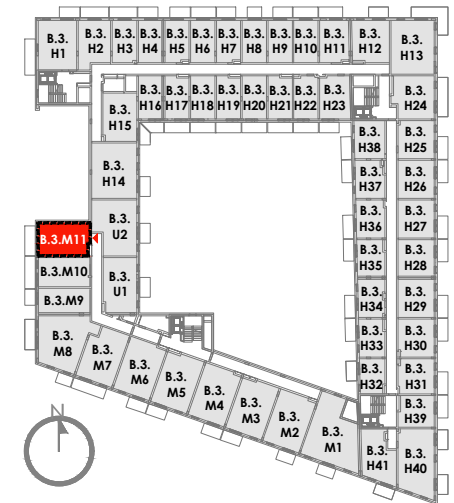 B.3.
H1
B.3.
H2
B.3.
H3
B.3.
H4
B.3.
H5
B.3.
H6
B.3.
H7
B.3.
H8
B.3.
H9
B.3.
H10
B.3.
H11
B.3.
H12
B.3.
H13
B.3.
H16
B.3.
H17
B.3.
H18
B.3.
H19
B.3.
H20
B.3.
H21
B.3.
H22
B.3.
H23
B.3.
H24
B.3.
H15
B.3.
H38
B.3.
H25
B.3.
H14
B.3.
H37
B.3.
H26
B.3.
U2
B.3.
H36
B.3.
H27
B.3.M11
B.3.
H35
B.3.
H28
B.3.M10
B.3.
U1
B.3.
H34
B.3.
H29
B.3.M9
B.3.
H33
B.3.
H30
B.3.
M8
B.3.
M7
B.3.
M6
B.3.
M5
B.3.
M4
B.3.
M3
B.3.
M2
B.3.
M1
B.3.
H32
B.3.
H31
B.3.
H39
B.3.
H41
B.3.
H40
N